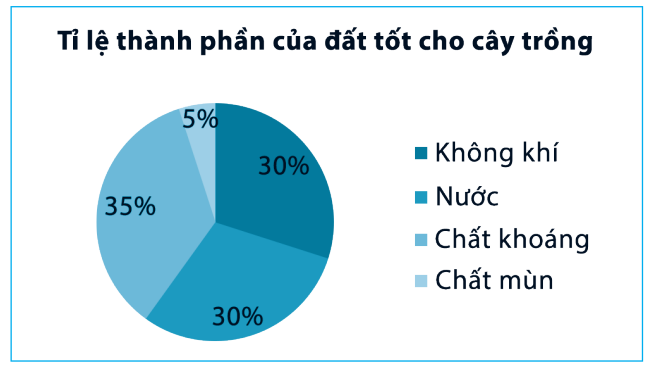 Tỉ lệ thành phần của đất tốt cho cây trồng
5%
30%
35%
30%
Không khí
Nước
Chất khoáng
Chất mùn